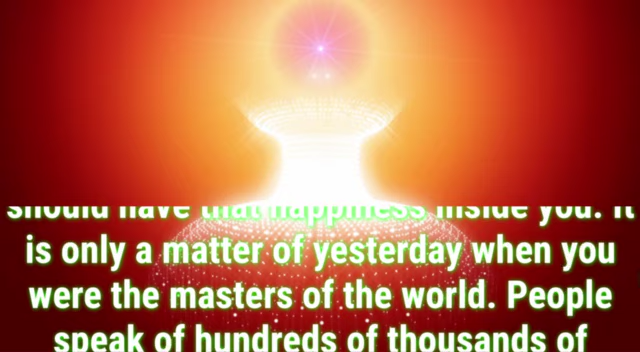 should have that happiness inside you. It
is only a matter of yesterday when you
were the masters of the world. People
speak of hundreds of thousands of